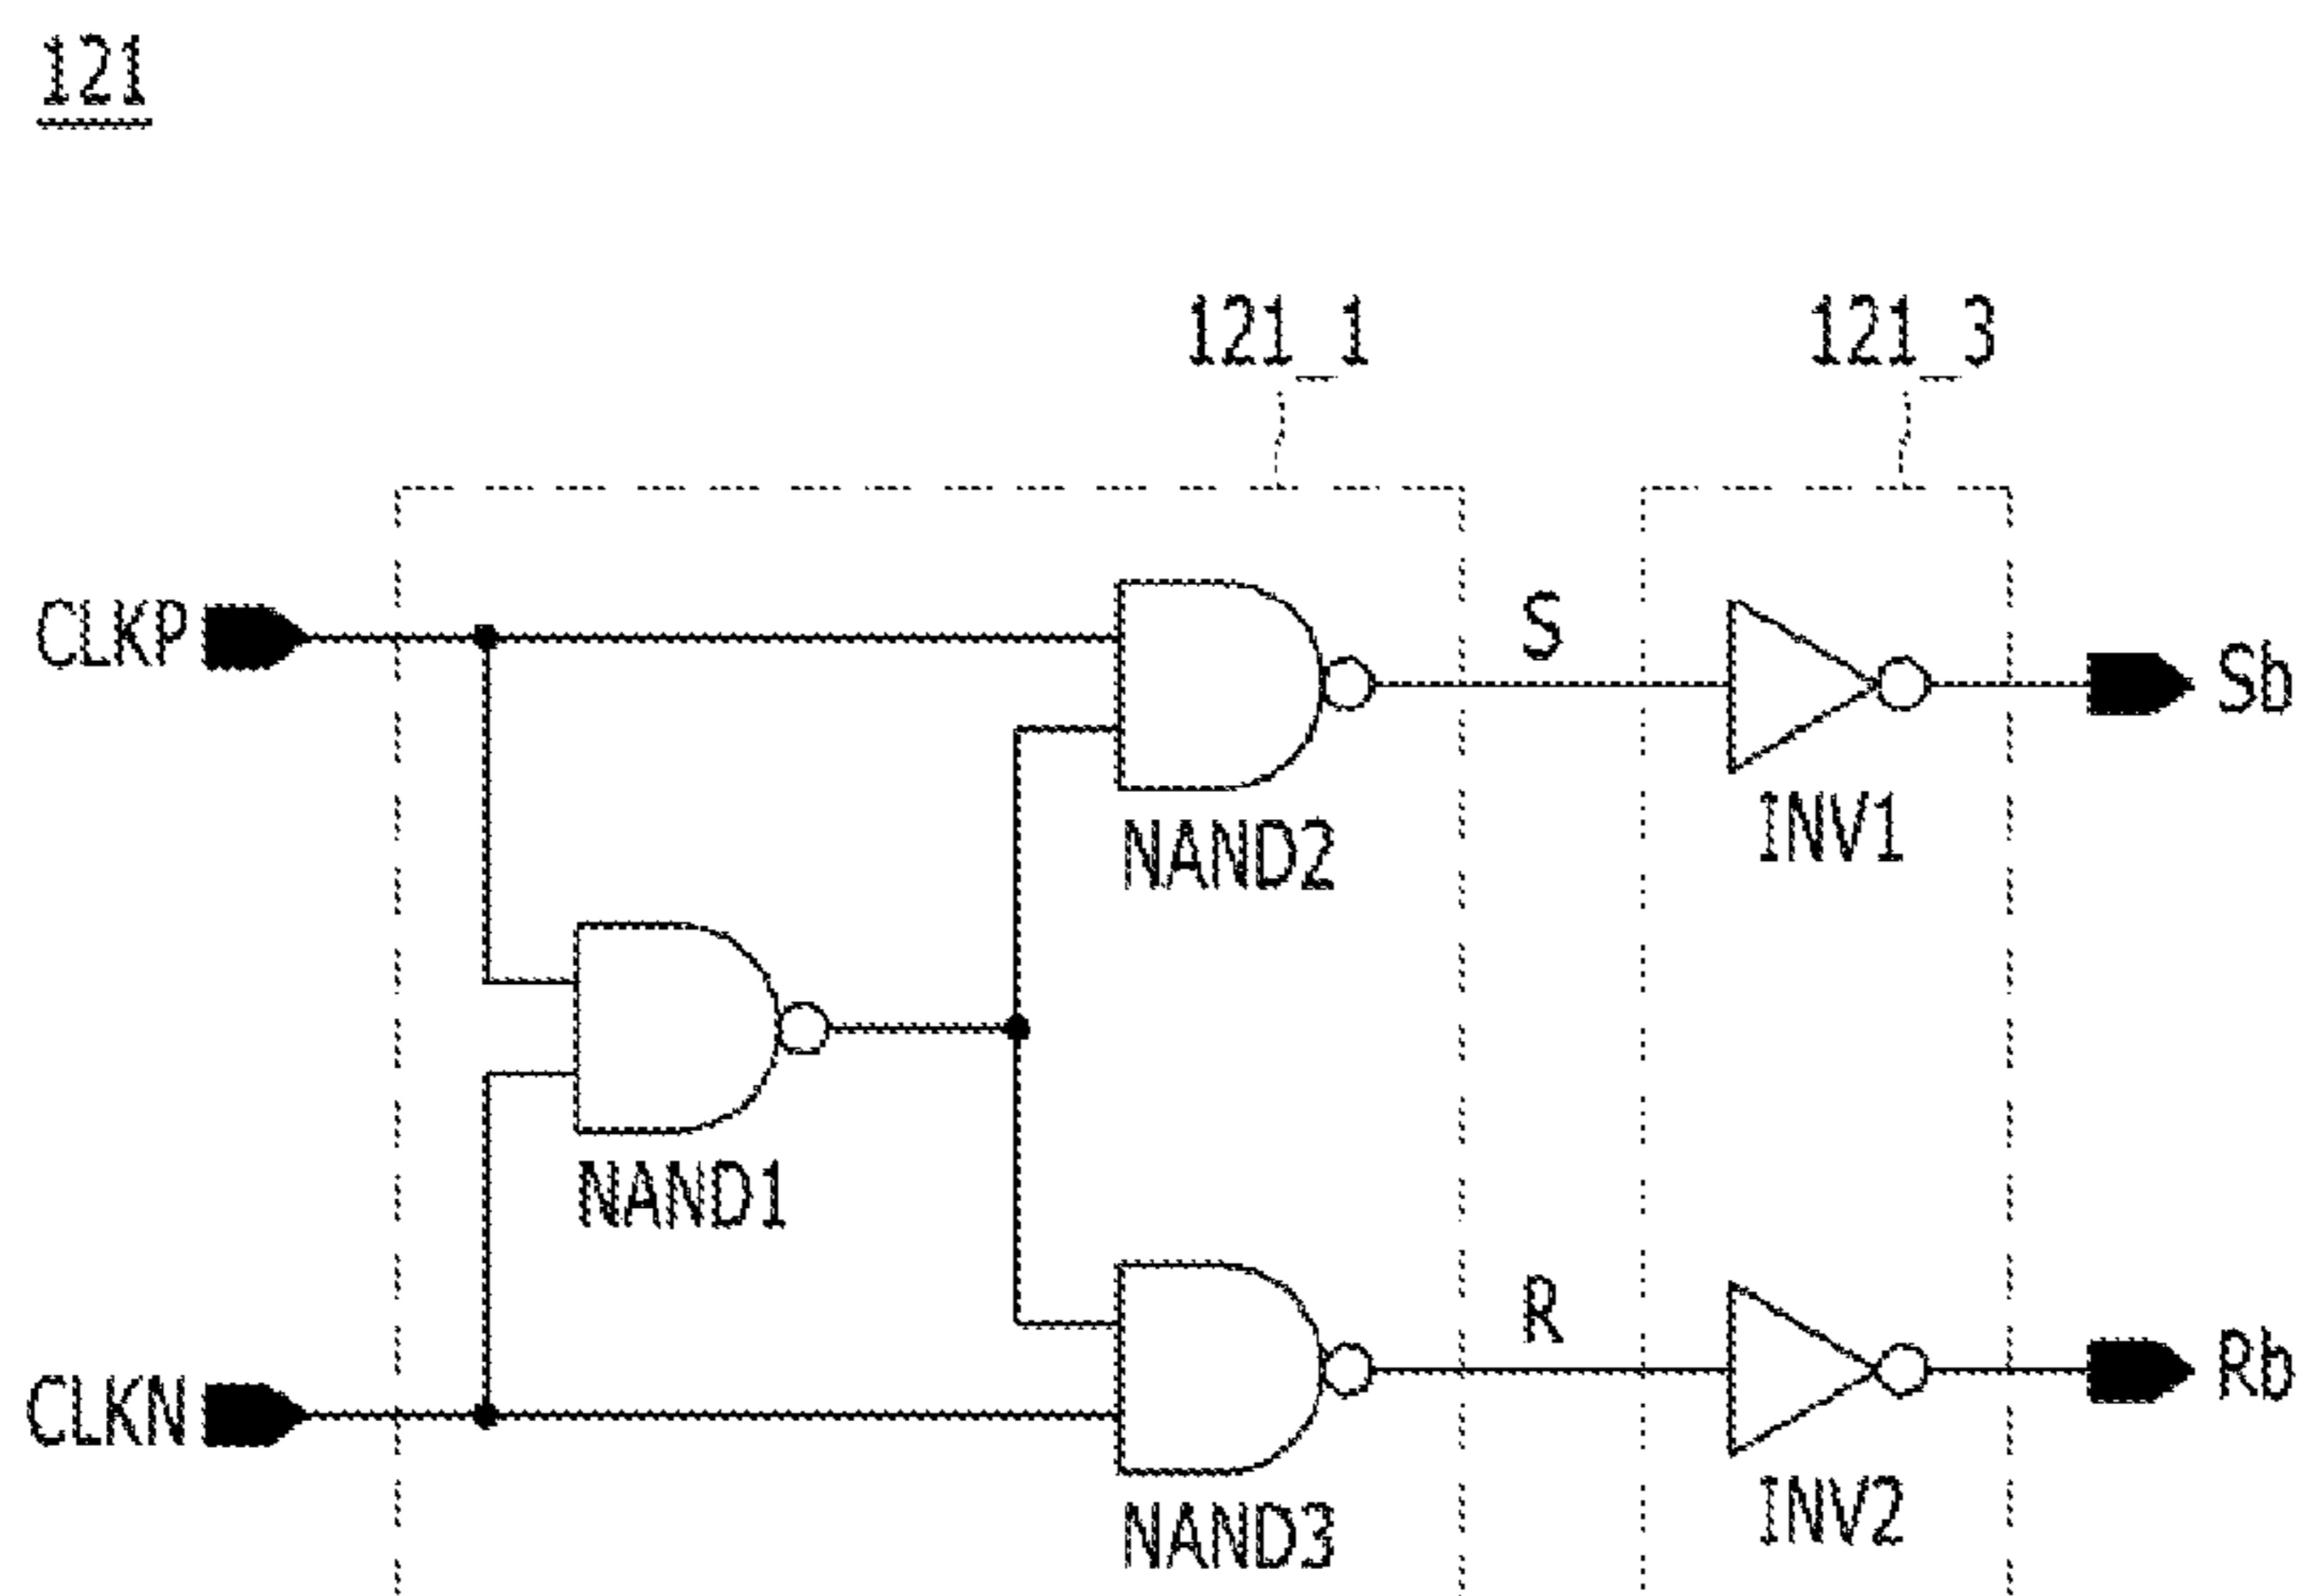 121
121_1
121_3
CLKP
S
Sb
NAND2
INV1
NAND1
R
Rb
CLKN
NAND3
INV2